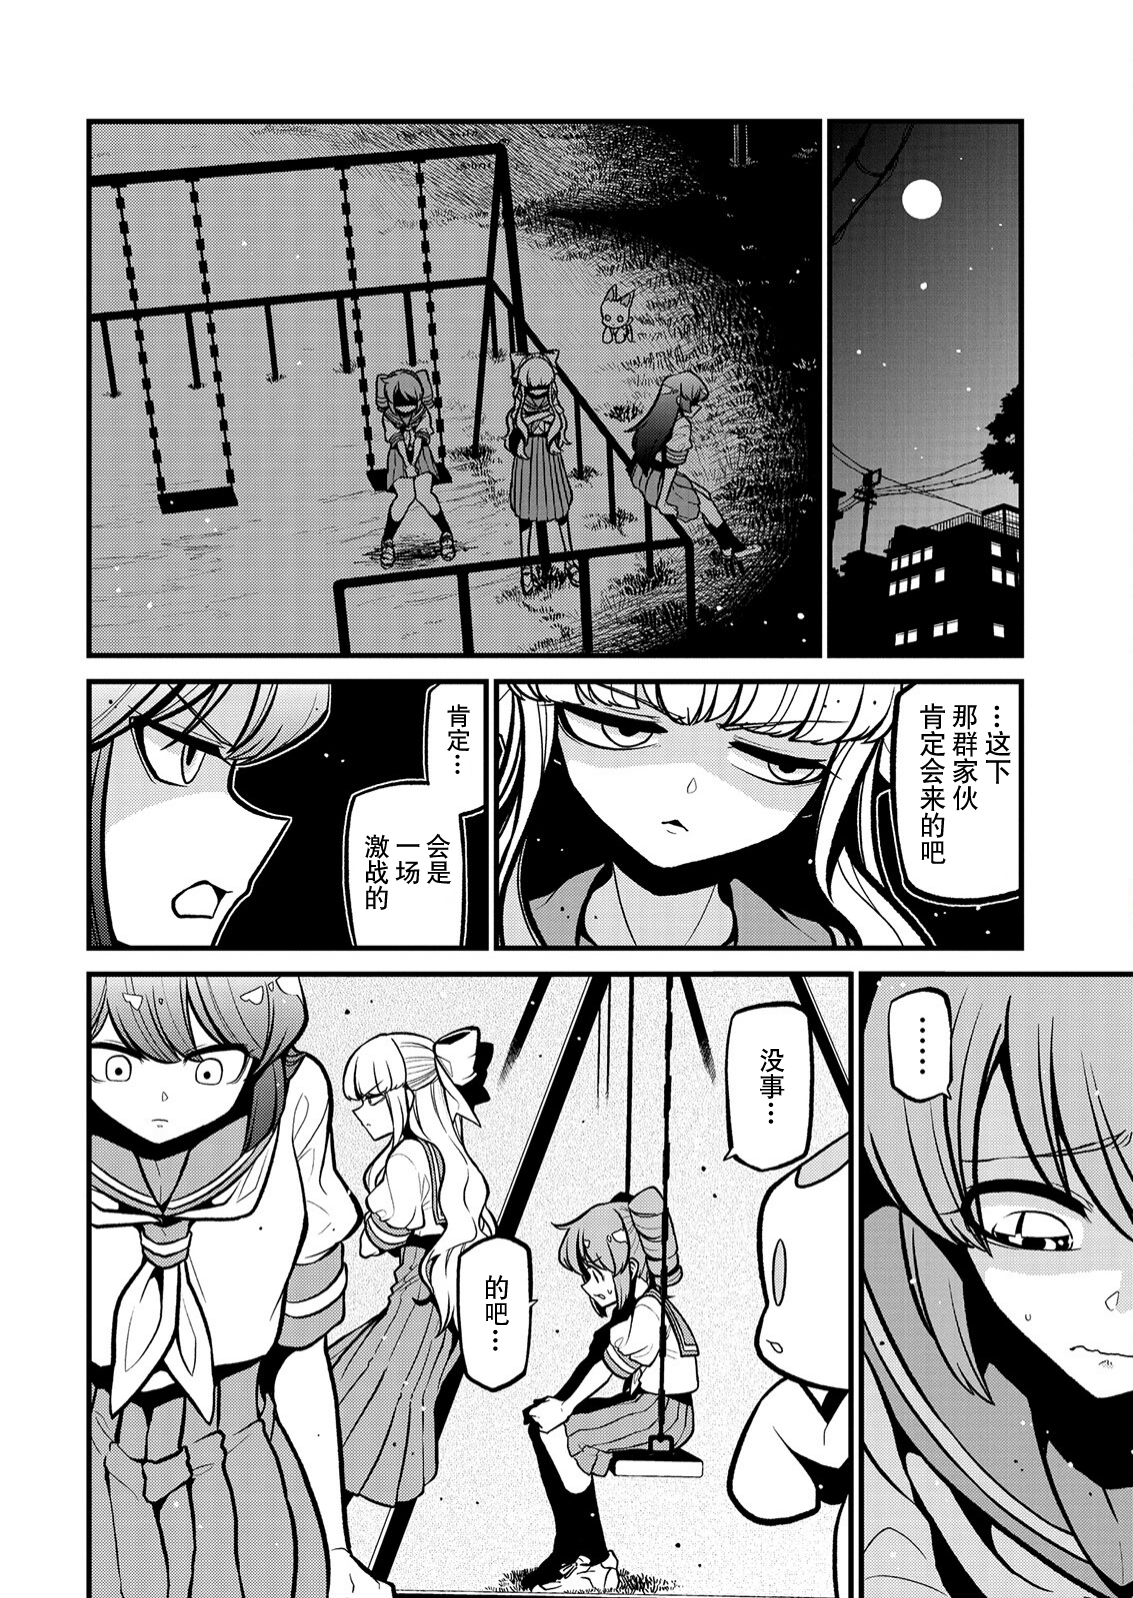 …这下
那群家伙
肯定会来的吧
肯定…
会是
一场
激战的
………
没事…
的吧…